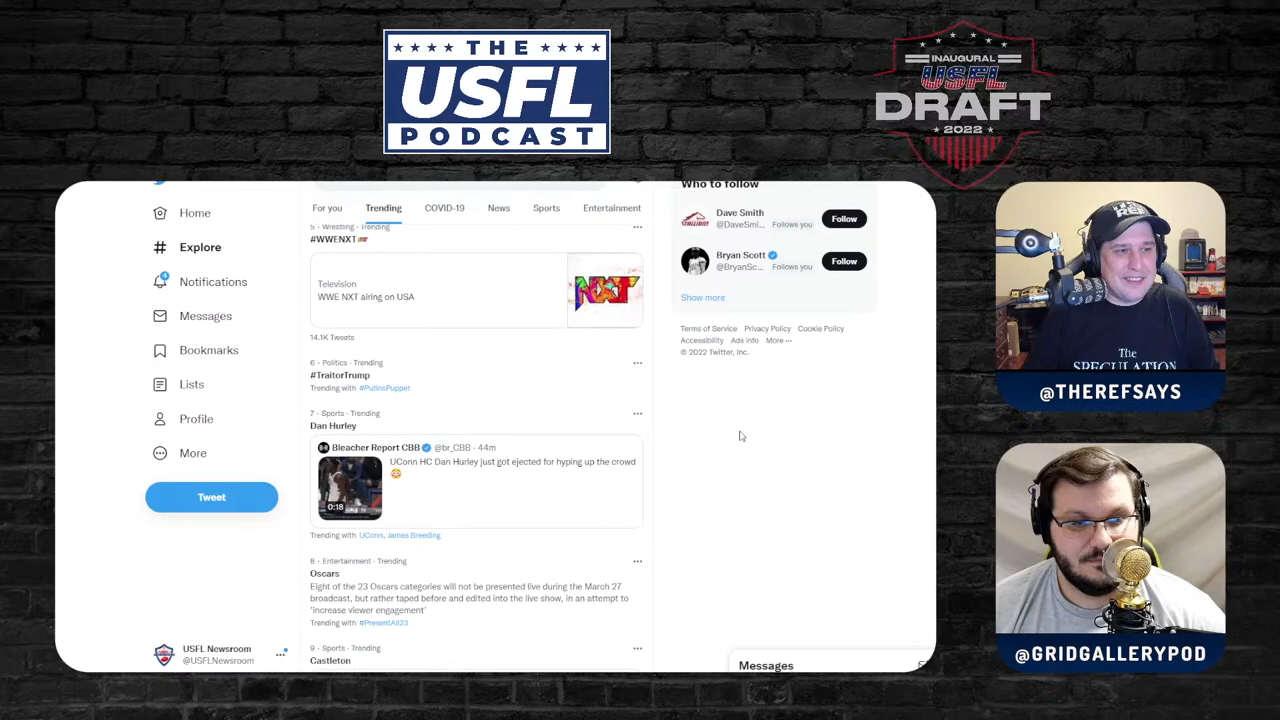 THE
USFL
PODCAST
INAUGURAL
USFL
DRAFT
2022
Home
Explore
4
Notifications
Messages
Bookmarks
Lists
Profile
More
Tweet
USFL Newsroom
@USFLNewsroom
For you Trending COVID-19 News Sports Entertainment
5 · Wrestling · Trending
#WWENXT
Television
WWE NXT airing on USA
NXT
14.1K Tweets
6 · Politics · Trending
#TraitorTrump
Trending with #PutinsPuppet
7 · Sports · Trending
Dan Hurley
Bleacher Report CBB @br_CBB · 44m
UConn HC Dan Hurley just got ejected for hyping up the crowd
0:18
Trending with UConn, James Breeding
8 · Entertainment · Trending
Oscars
Eight of the 23 Oscars categories will not be presented live during the March 27
broadcast, but rather taped before and edited into the live show, in an attempt to
'increase viewer engagement'
Trending with #PresentAll23
9 · Sports · Trending
Castleton
Who to follow
Dave Smith
@DaveSmi... Follows you
Follow
Bryan Scott
@BryanSc... Follows you
Follow
Show more
Terms of Service Privacy Policy Cookie Policy
Accessibility Ads info More ···
© 2022 Twitter, Inc.
Messages
The
SPECULATION
@THEREFSAYS
@GRIDGALLERYPOD